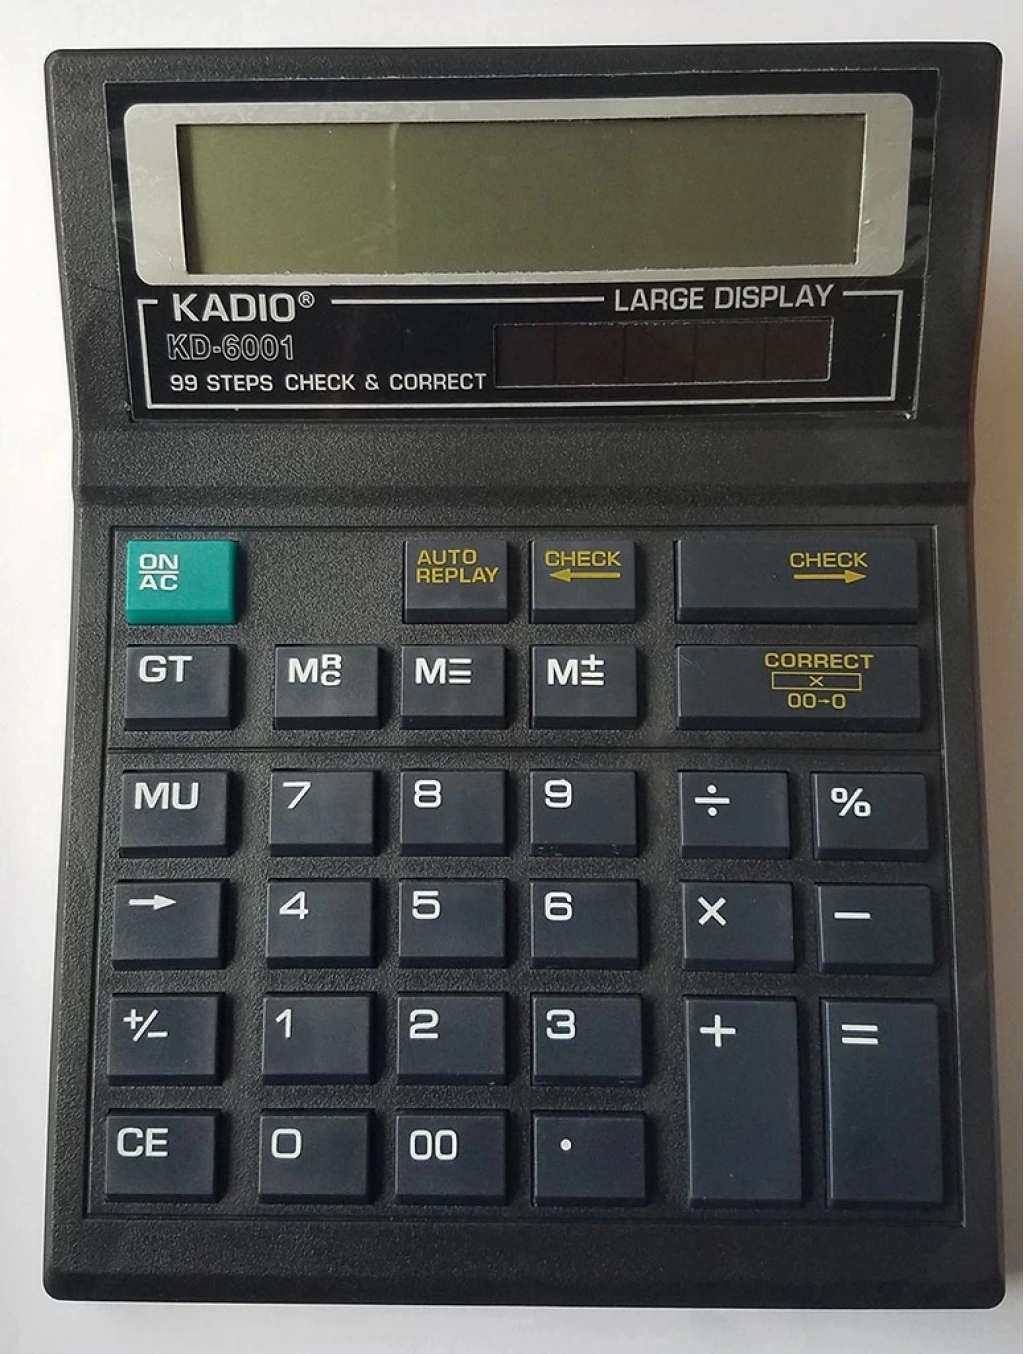 KADIO®
LARGE DISPLAY
KD-6001
99 STEPS CHECK & CORRECT
ON
AC
AUTO
REPLAY
CHECK
←
CHECK
→
GT
MRC
M=
M±
CORRECT
×
00→0
MU
7
8
9
÷
%
→
4
5
6
×
−
+/−
1
2
3
+
=
CE
0
00
.